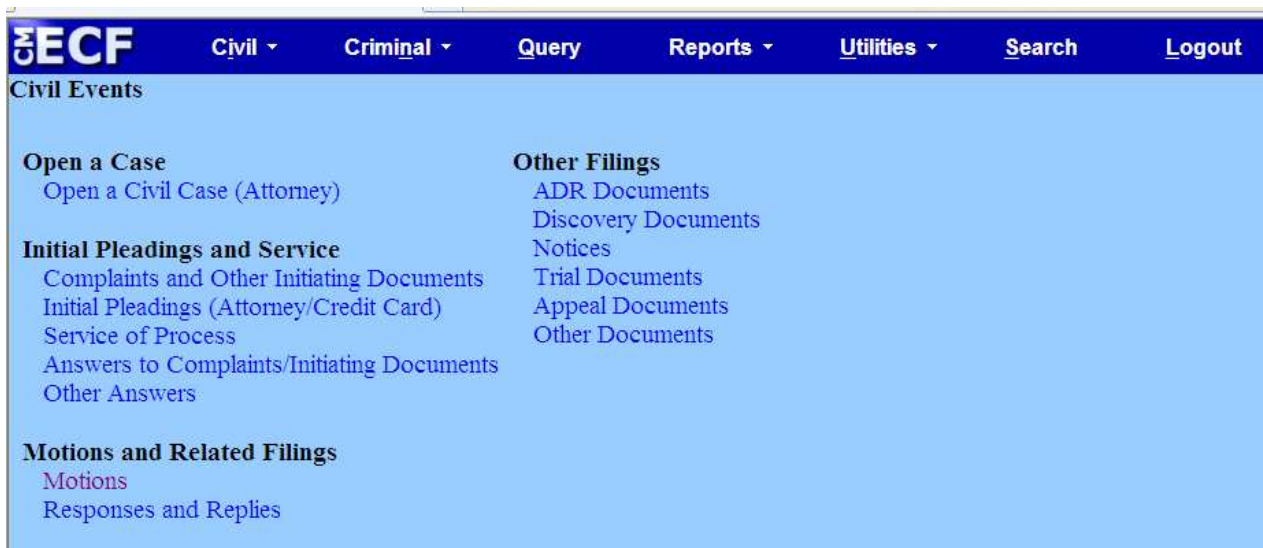 CM ECF Civil Criminal Query Reports Utilities Search Logout
Civil Events
Open a Case
Open a Civil Case (Attorney)
Initial Pleadings and Service
Complaints and Other Initiating Documents
Initial Pleadings (Attorney/Credit Card)
Service of Process
Answers to Complaints/Initiating Documents
Other Answers
Motions and Related Filings
Motions
Responses and Replies
Other Filings
ADR Documents
Discovery Documents
Notices
Trial Documents
Appeal Documents
Other Documents